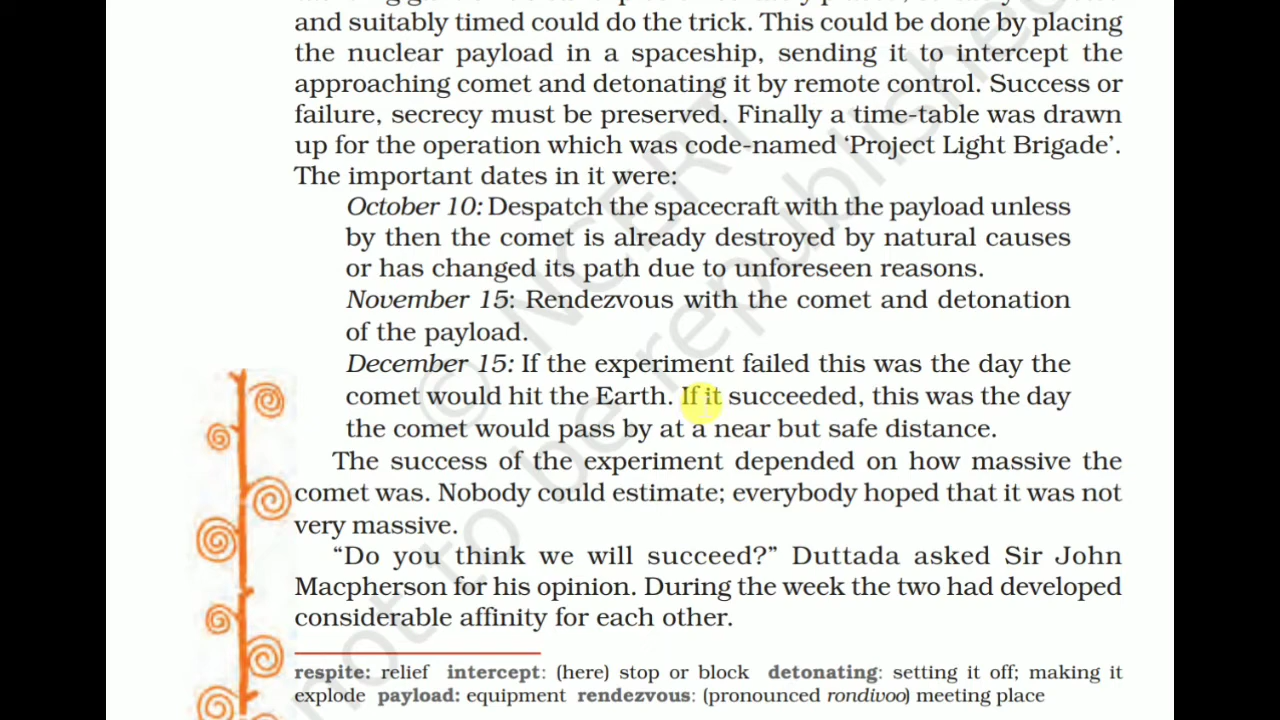 and suitably timed could do the trick. This could be done by placing
the nuclear payload in a spaceship, sending it to intercept the
approaching comet and detonating it by remote control. Success or
failure, secrecy must be preserved. Finally a time-table was drawn
up for the operation which was code-named ‘Project Light Brigade’.
The important dates in it were:
October 10: Despatch the spacecraft with the payload unless
by then the comet is already destroyed by natural causes
or has changed its path due to unforeseen reasons.
November 15: Rendezvous with the comet and detonation
of the payload.
December 15: If the experiment failed this was the day the
comet would hit the Earth. If it succeeded, this was the day
the comet would pass by at a near but safe distance.
The success of the experiment depended on how massive the
comet was. Nobody could estimate; everybody hoped that it was not
very massive.
“Do you think we will succeed?” Duttada asked Sir John
Macpherson for his opinion. During the week the two had developed
considerable affinity for each other.
respite: relief intercept: (here) stop or block detonating: setting it off; making it
explode payload: equipment rendezvous: (pronounced rondivoo) meeting place
© NCERT
not to be republished